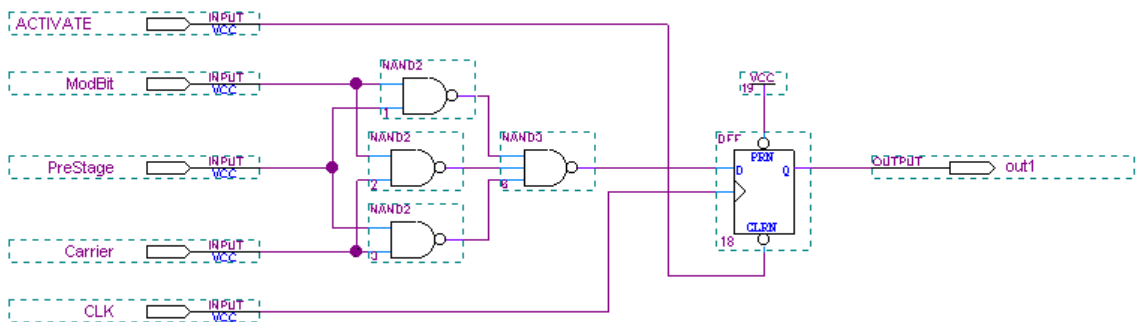 ACTIVATE
INPUT
VCC
ModBit
INPUT
VCC
NAND2
1
VCC
19
NAND2
2
NAND3
6
PreStage
INPUT
VCC
DFF
PRN
D
Q
CLRN
18
OUTPUT
out1
NAND2
3
Carrier
INPUT
VCC
CLK
INPUT
VCC